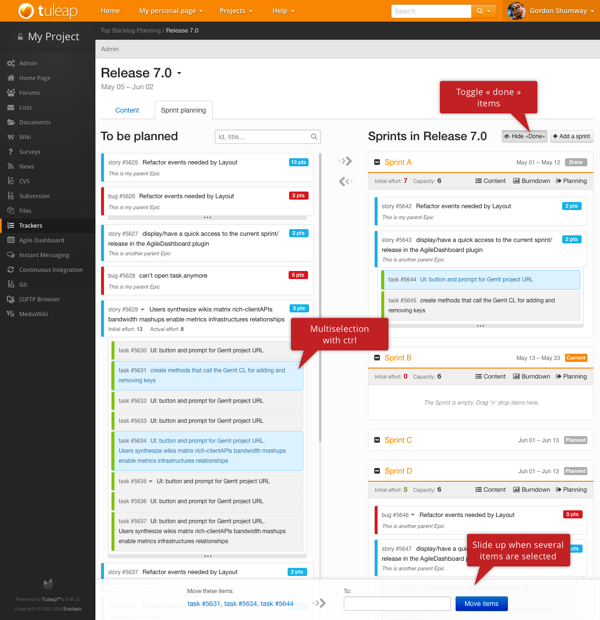 tuleap
Home
My personal page
Projects
Help
Search
Gordon Shumway
My Project
Top Backlog Planning / Release 7.0
Admin
Admin
Home Page
Forums
Lists
Documents
Wiki
Surveys
News
CVS
Subversion
Files
Trackers
Agile Dashboard
Instant Messaging
Continuous Integration
Git
(S)FTP Browser
MediaWiki
Release 7.0
May 05 – Jun 02
Content
Sprint planning
Toggle « done »
items
To be planned
Id, title...
story #5625 Refactor events needed by Layout 13 pts
This is my parent Epic
bug #5626 Refactor events needed by Layout 2 pts
This is my parent Epic
story #5627 display/have a quick access to the current sprint/ 2 pts
release in the AgileDashboard plugin
This is another parent Epic
bug #5628 can't open task anymore 5 pts
This is my parent Epic
story #5629 Users synthesize wikis matrix rich-clientAPIs 3 pts
bandwidth mashups enable metrics infrastructures relationships
Initial effort: 13 Actual effort: 8
task #5630 UI: button and prompt for Gerrit project URL
task #5631 create methods that call the Gerrit CL for adding and
removing keys
task #5632 UI: button and prompt for Gerrit project URL
task #5633 UI: button and prompt for Gerrit project URL
task #5634 UI: button and prompt for Gerrit project URL.
Users synthesize wikis matrix rich-clientAPIs bandwidth mashups
enable metrics infrastructures relationships
task #5635 UI: button and prompt for Gerrit project URL
task #5636 UI: button and prompt for Gerrit project URL
task #5637 UI: button and prompt for Gerrit project URL.
Users synthesize wikis matrix rich-clientAPIs bandwidth mashups
enable metrics infrastructures relationships
story #5637 Refactor events needed by Layout 2 pts
Multiselection
with ctrl
Sprints in Release 7.0
Hide «Done»
Add a sprint
Sprint A May 01 – May 12 Done
Initial effort: 7 Capacity: 6 Content Burndown Planning
story #5642 Refactor events needed by Layout 2 pts
This is my parent Epic
story #5643 display/have a quick access to the current sprint/ 2 pts
release in the AgileDashboard plugin
This is another parent Epic
task #5644 UI: button and prompt for Gerrit project URL
task #5645 create methods that call the Gerrit CL for adding and
removing keys
Sprint B May 13 – May 23 Current
Initial effort: 0 Capacity: 6 Content Burndown Planning
The Sprint is empty. Drag 'n' drop items here.
Sprint C Jun 01 – Jun 13 Planned
Sprint D Jun 01 – Jun 13 Planned
Initial effort: 5 Capacity: 6 Content Burndown Planning
bug #5646 Refactor events needed by Layout 5 pts
This is another parent Epic
story #5647 display/have a
release in the AgileDashbo
This is another parent Epic
Slide up when several
items are selected
Move these items:
task #5631, task #5634, task #5644
To:
Move items